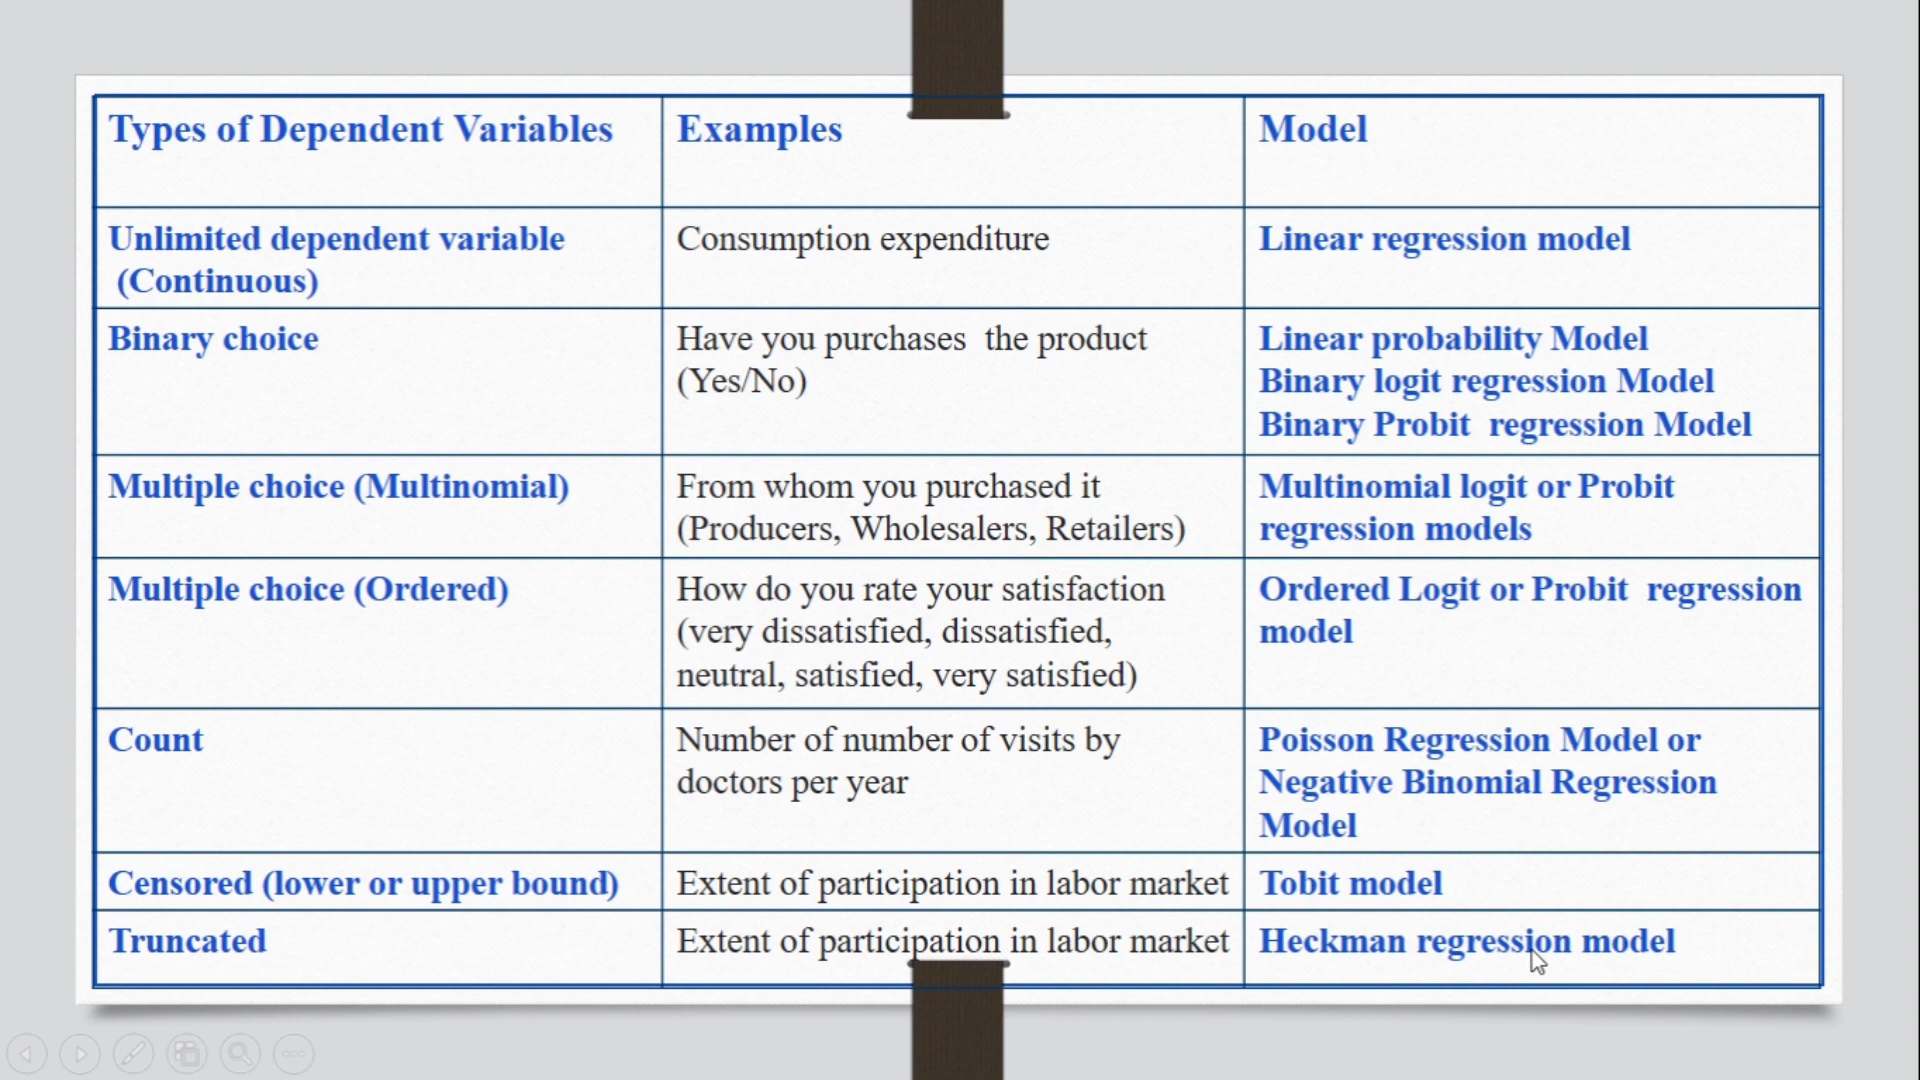 Types of Dependent Variables
Examples
Model
Unlimited dependent variable
(Continuous)
Consumption expenditure
Linear regression model
Binary choice
Have you purchases the product
(Yes/No)
Linear probability Model
Binary logit regression Model
Binary Probit regression Model
Multiple choice (Multinomial)
From whom you purchased it
(Producers, Wholesalers, Retailers)
Multinomial logit or Probit
regression models
Multiple choice (Ordered)
How do you rate your satisfaction
(very dissatisfied, dissatisfied,
neutral, satisfied, very satisfied)
Ordered Logit or Probit regression
model
Count
Number of number of visits by
doctors per year
Poisson Regression Model or
Negative Binomial Regression
Model
Censored (lower or upper bound)
Extent of participation in labor market
Tobit model
Truncated
Extent of participation in labor market
Heckman regression model